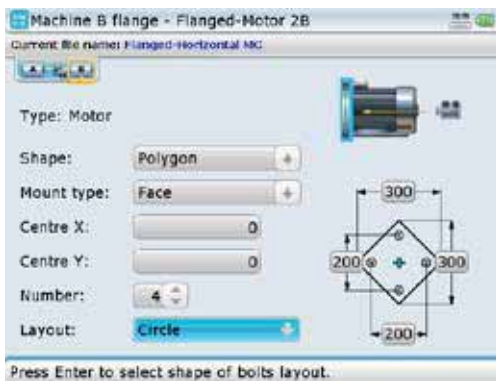 Machine B flange - Flanged-Motor 2B
Current file name: Flanged-Horizontal MC
A
B
Type: Motor
Shape: Polygon
Mount type: Face
Centre X: 0
Centre Y: 0
Number: 4
Layout: Circle
300
200
300
200
Press Enter to select shape of bolts layout.